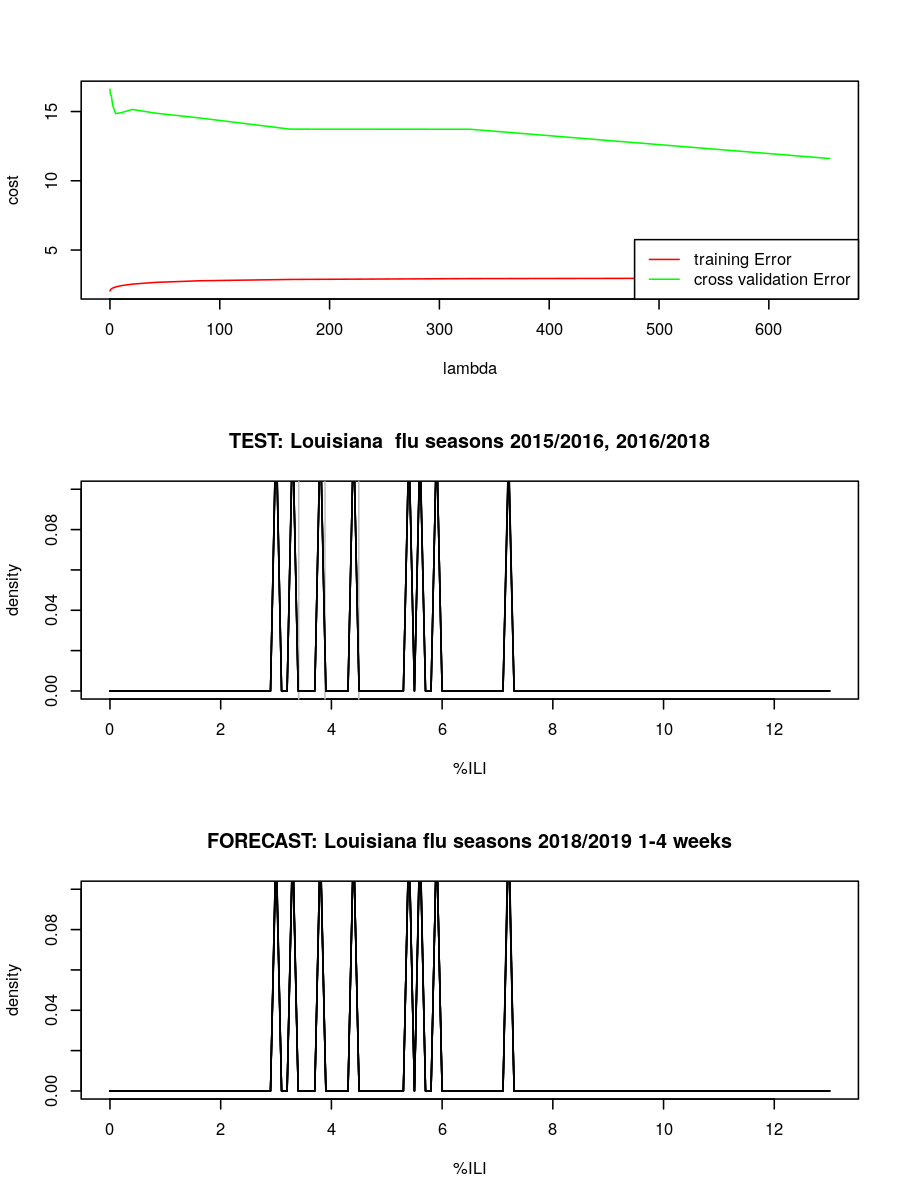 15
10
5
cost
training Error
cross validation Error
0 100 200 300 400 500 600
lambda
TEST: Louisiana  flu seasons 2015/2016, 2016/2018
0.08
0.04
0.00
density
0 2 4 6 8 10 12
%ILI
FORECAST: Louisiana flu seasons 2018/2019 1-4 weeks
0.08
0.04
0.00
density
0 2 4 6 8 10 12
%ILI